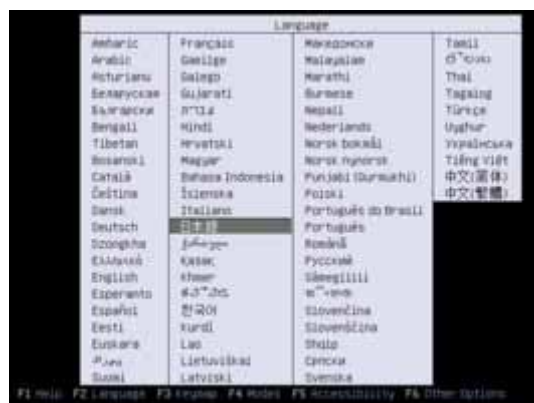 Language
Amharic
Arabic
Asturianu
Беларуская
Български
Bengali
Tibetan
Bosanski
Català
Čeština
Dansk
Deutsch
Dzongkha
Ελληνικά
English
Esperanto
Español
Eesti
Euskara
Suomi
Français
Gaeilge
Galego
Gujarati
עברית
Hindi
Hrvatski
Magyar
Bahasa Indonesia
Íslenska
Italiano
日本語
ქართული
Қазақ
Khmer
ಕನ್ನಡ
한국어
Kurdî
Lao
Lietuviškai
Latviski
Македонски
Malayalam
Marathi
Burmese
Nepali
Nederlands
Norsk bokmål
Norsk nynorsk
Punjabi (Gurmukhi)
Polski
Português do Brasil
Português
Română
Русский
Sámegillii
Slovenčina
Slovenščina
Shqip
Српски
Svenska
Tamil
తెలుగు
Thai
Tagalog
Türkçe
Uyghur
Українська
Tiếng Việt
中文(简体)
中文(繁體)
F1 Help F2 Language F3 Keymap F4 Modes F5 Accessibility F6 Other Options